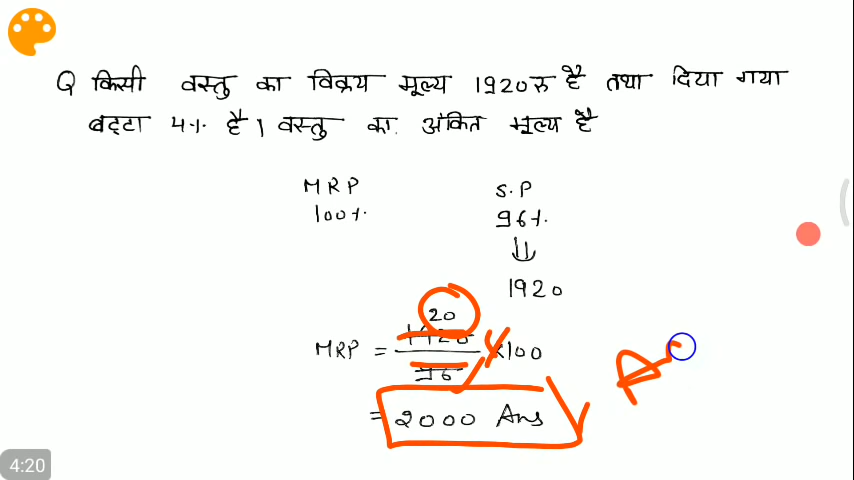 Q किसी वस्तु का विक्रय मूल्य 1920 रु है तथा दिया गया
बट्टा 4% है। वस्तु का अंकित मूल्य है
MRP S.P
100% 96%
⇓
1920
20
MRP = 1920/96 × 100
= 2000 Ans
4:20